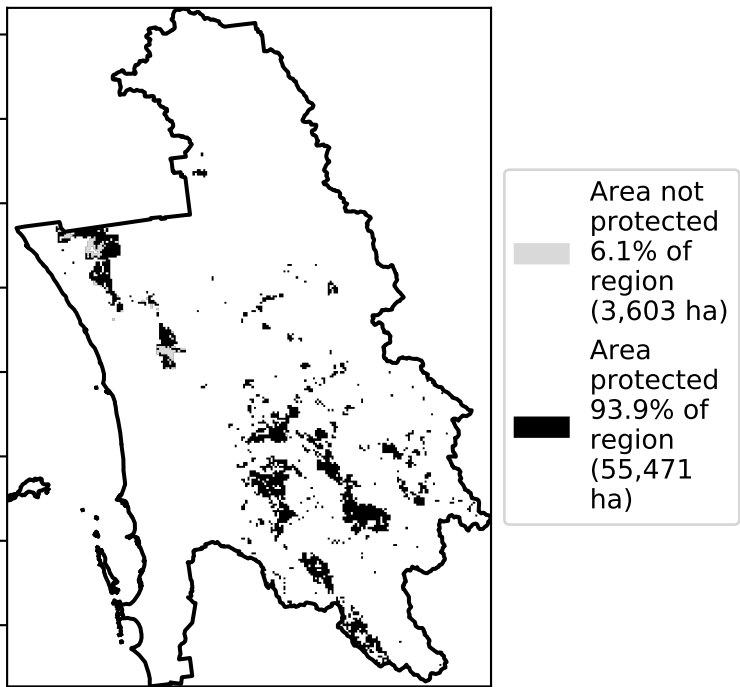 Area not
protected
6.1% of
region
(3,603 ha)
Area
protected
93.9% of
region
(55,471
ha)